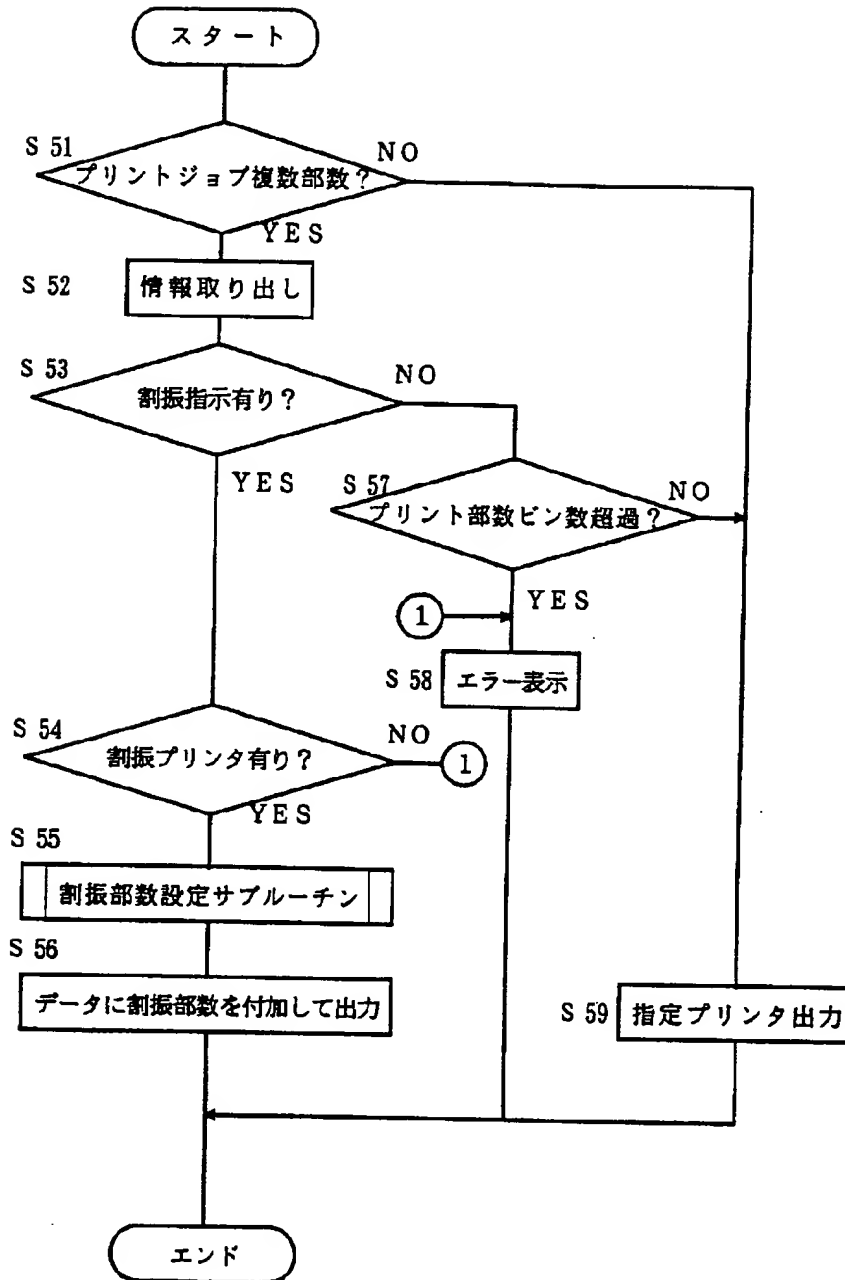 スタート
S 51
プリントジョブ複数部数?
NO
YES
S 52
情報取り出し
S 53
割振指示有り?
NO
YES
S 57
プリント部数ビン数超過?
NO
YES
①
S 58
エラー表示
S 54
割振プリンタ有り?
NO
①
YES
S 55
割振部数設定サブルーチン
S 56
データに割振部数を付加して出力
S 59
指定プリンタ出力
エンド